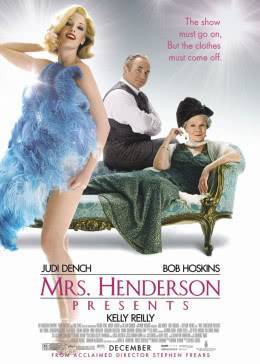 The show
must go on,
But the clothes
must come off.
JUDI DENCH BOB HOSKINS
MRS. HENDERSON
PRESENTS
KELLY REILLY
DECEMBER
FROM ACCLAIMED DIRECTOR STEPHEN FREARS